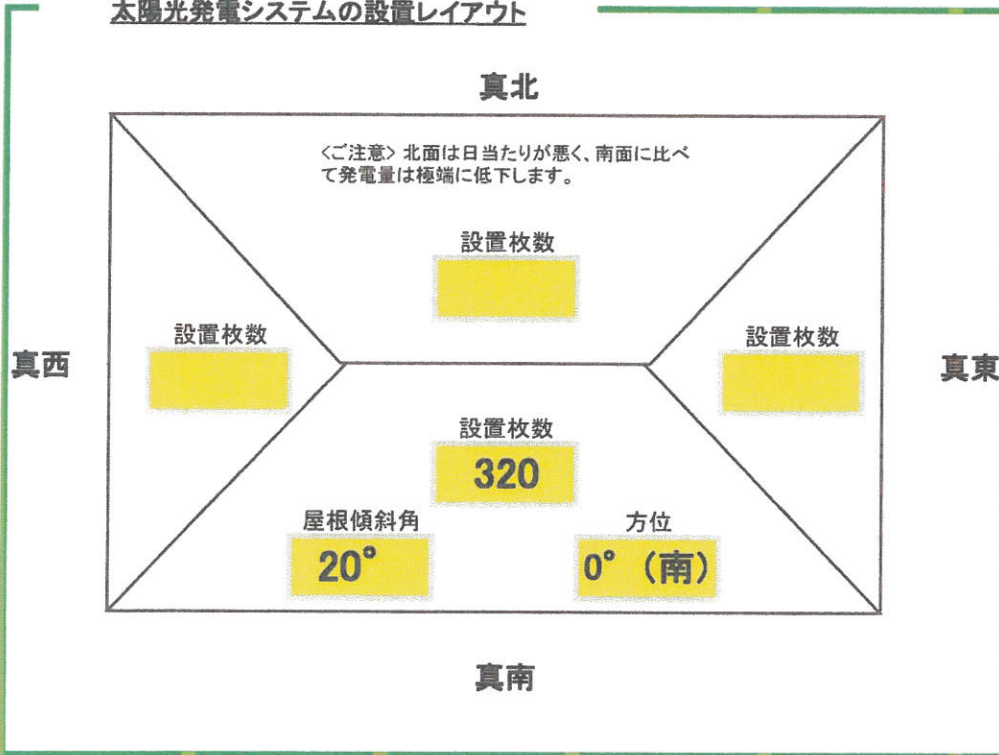 太陽光発電システムの設置レイアウト
真北
<ご注意> 北面は日当たりが悪く、南面に比べ
て発電量は極端に低下します。
設置枚数
設置枚数
設置枚数
真西
真東
設置枚数
320
屋根傾斜角
方位
20°
0° (南)
真南